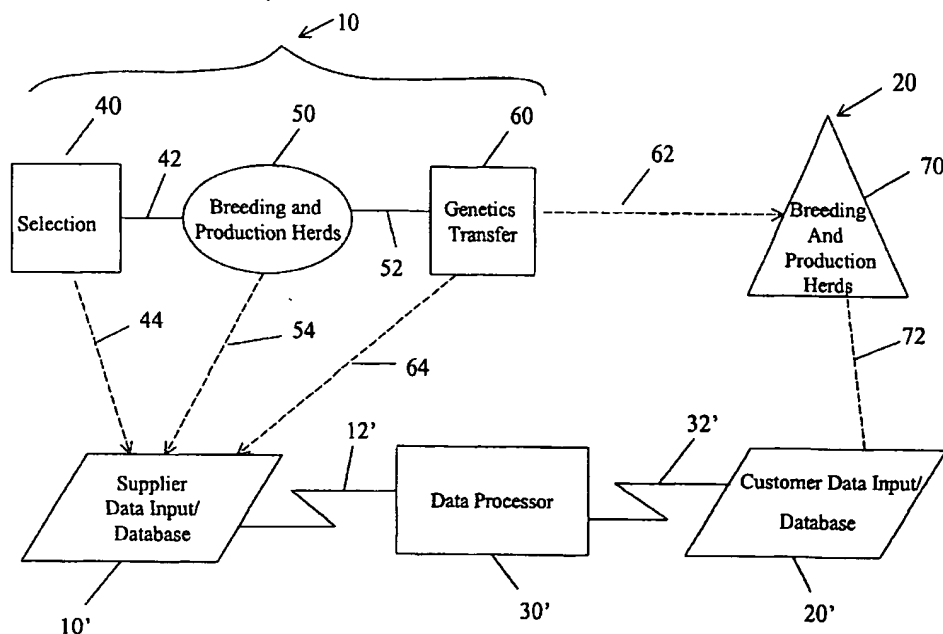 10
40
50
60
20
42
62
70
Selection
Breeding and
Production Herds
Genetics
Transfer
Breeding
And
Production
Herds
52
44
54
64
72
12'
32'
Supplier
Data Input/
Database
Data Processor
Customer Data Input/
Database
10'
30'
20'